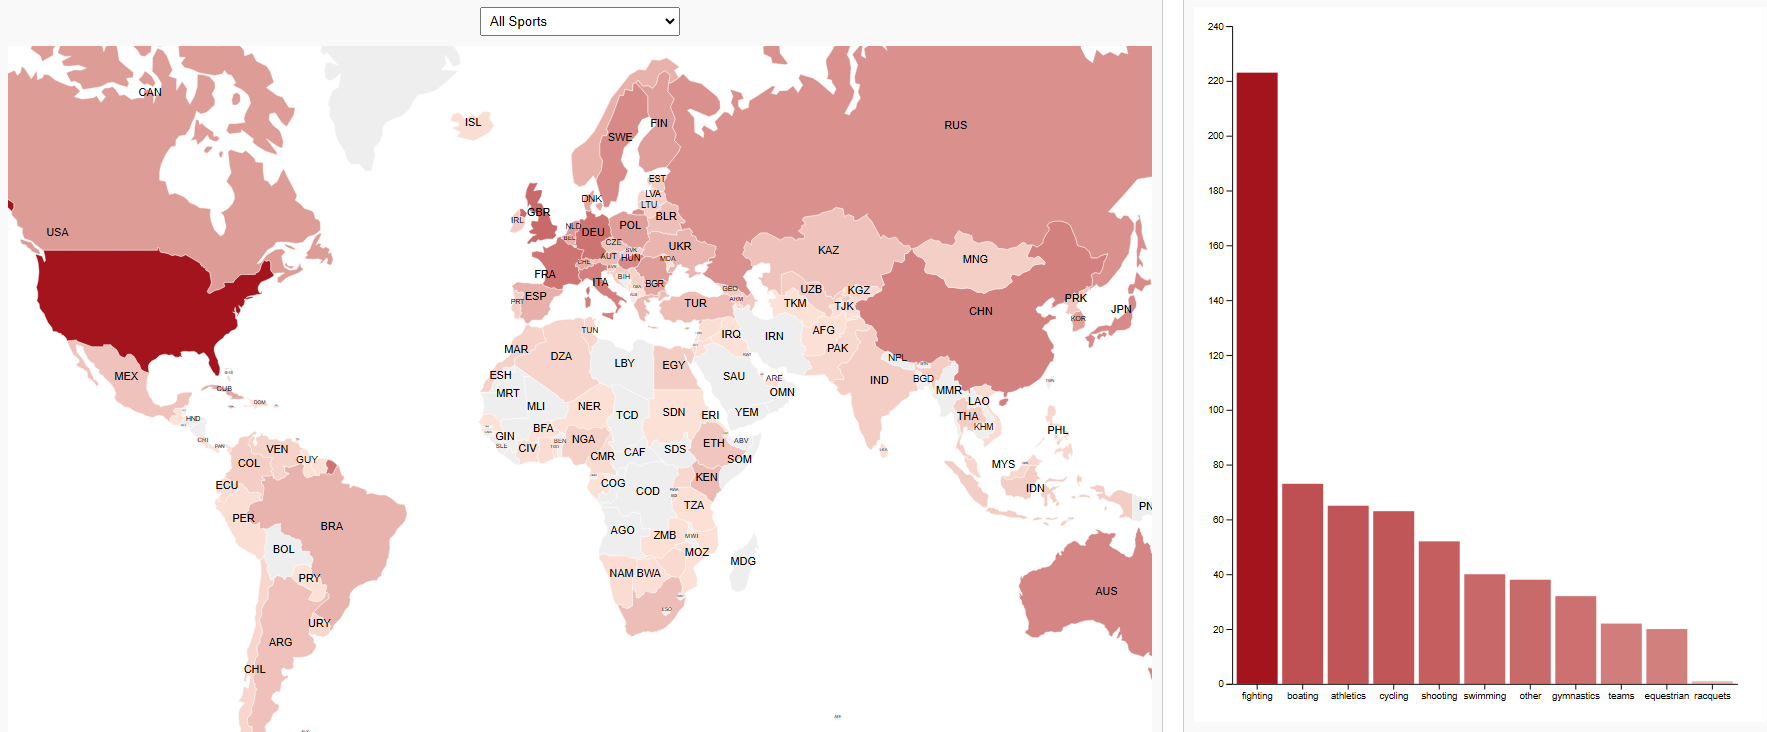 All Sports
CAN
ISL
RUS
FIN
SWE
EST
LVA
LTU
DNK
GBR
IRL
BLR
USA
NLD
DEU
POL
BEL
CZE
UKR
SVK
KAZ
AUT
HUN
MDA
MNG
CHE
FRA
BIH
ITA
BGR
UZB
KGZ
GEO
ESP
ARM
PRT
TUR
TKM
TJK
PRK
JPN
CHN
KOR
TUN
AFG
IRQ
IRN
MAR
DZA
PAK
LBY
EGY
NPL
MEX
ESH
SAU
ARE
IND
BGD
CUB
MRT
OMN
MMR
DOM
MLI
NER
TCD
SDN
ERI
YEM
LAO
HND
THA
GIN
BFA
KHM
PHL
CRI
PAN
SLE
CIV
BEN
NGA
ETH
ABV
VEN
CMR
CAF
SDS
SOM
COL
GUY
MYS
ECU
COG
COD
KEN
IDN
TZA
PN
PER
BRA
AGO
ZMB
MWI
BOL
MOZ
MDG
PRY
NAM
BWA
AUS
LSO
URY
ARG
CHL
240
220
200
180
160
140
120
100
80
60
40
20
0
fighting
boating
athletics
cycling
shooting
swimming
other
gymnastics
teams
equestrian
racquets